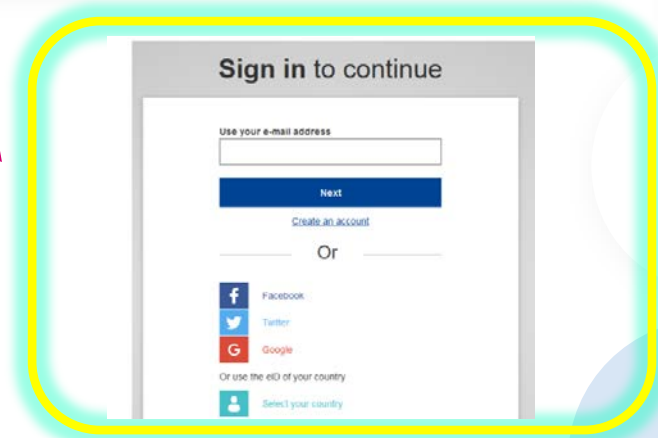 Sign in to continue
Use your e-mail address
Next
Create an account
Or
Facebook
Twitter
Google
Or use the eID of your country
Select your country